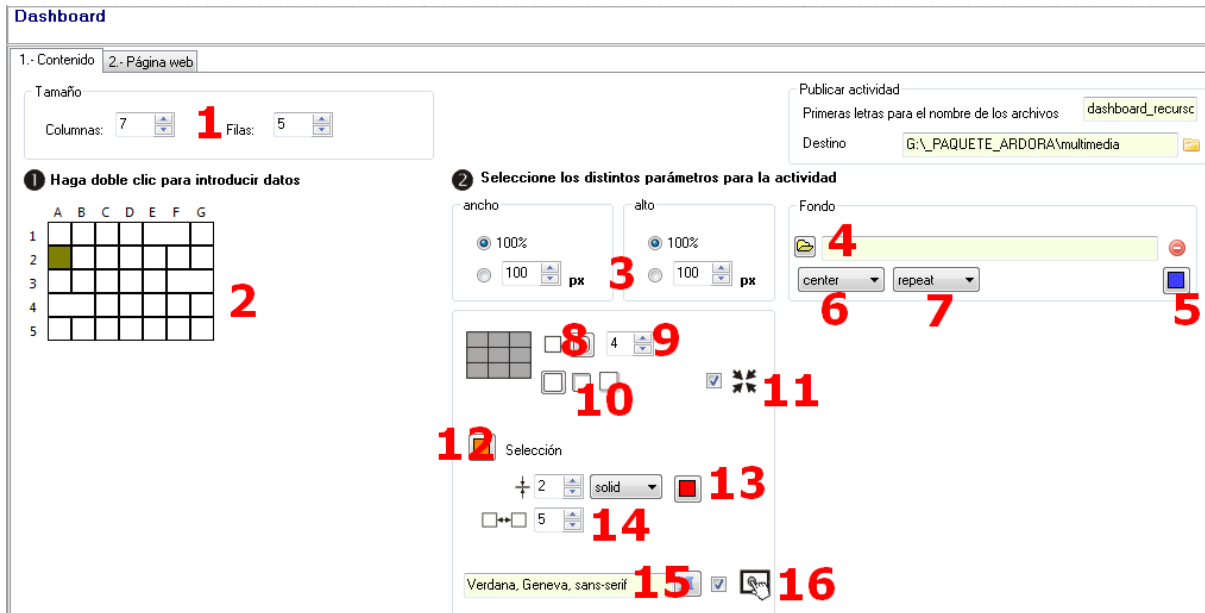 Dashboard
1.- Contenido 2.- Página web
Tamaño
Columnas: 7 1 Filas: 5
Publicar actividad
Primeras letras para el nombre de los archivos dashboard_recursc
Destino G:\_PAQUETE_ARDORA\multimedia
1 Haga doble clic para introducir datos
2 Seleccione los distintos parámetros para la actividad
A B C D E F G
1
2
3
4
5
2
ancho
100%
100 px
alto
100%
3 100 px
Fondo
4
center repeat
6 7 5
8 4 9
10 11
12 Selección
2 solid 13
5 14
Verdana, Geneva, sans-serif 15 16